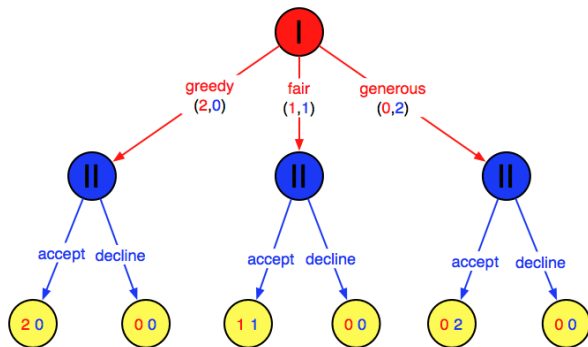 I
greedy fair generous
(2,0) (1,1) (0,2)
II II II
accept decline accept decline accept decline
2 0 0 0 1 1 0 0 0 2 0 0